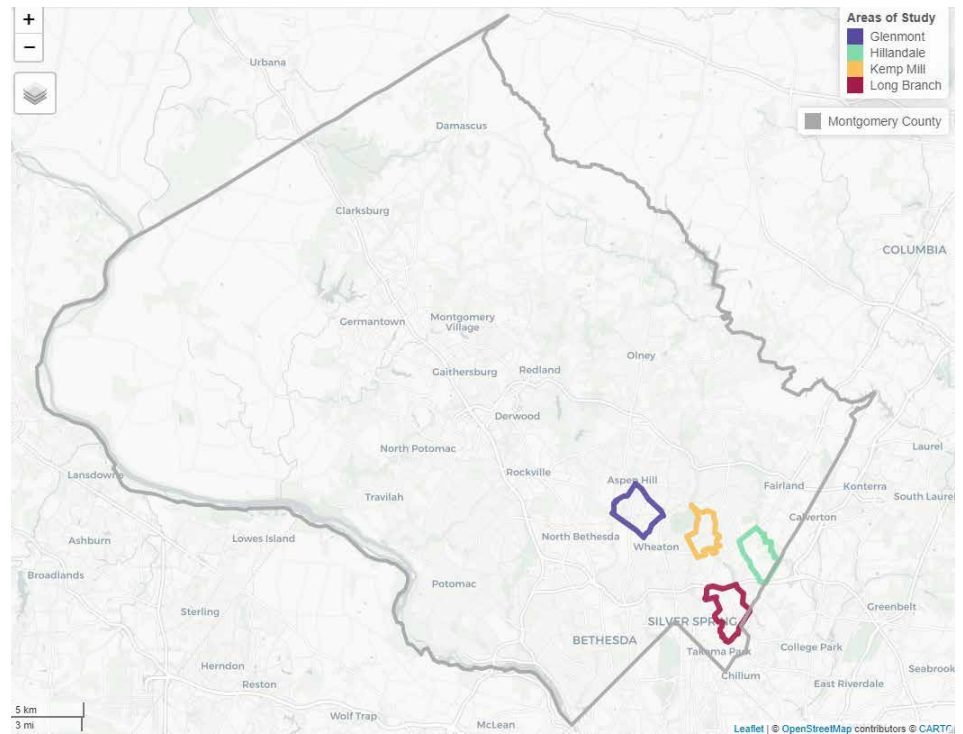 +
−
Areas of Study
Glenmont
Hillandale
Kemp Mill
Long Branch
Montgomery County
Urbana
Damascus
Clarksburg
COLUMBIA
Germantown
Montgomery
Village
Olney
Gaithersburg
Redland
Derwood
North Potomac
Rockville
Laurel
Lansdowne
Travilah
Aspen Hill
Fairland
Konterra
South Laurel
Calverton
Ashburn
Lowes Island
North Bethesda
Wheaton
Broadlands
Potomac
Sterling
Greenbelt
SILVER SPRING
BETHESDA
Takoma Park
College Park
Herndon
Reston
Chillum
East Riverdale
Seabrook
5 km
3 mi
Wolf Trap
McLean
Leaflet | © OpenStreetMap contributors © CARTO